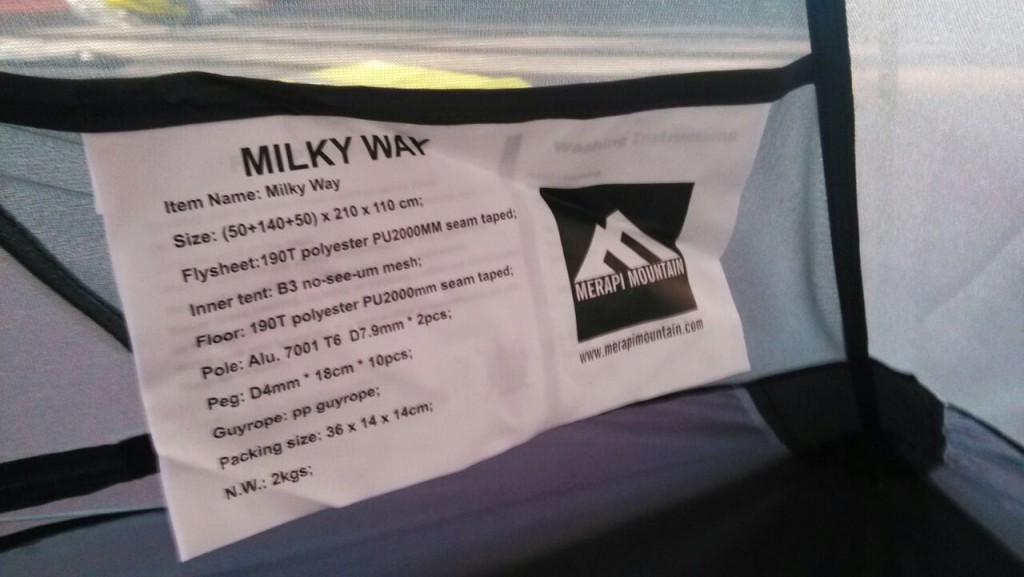 MILKY WAY
Item Name: Milky Way
Size: (50+140+50) x 210 x 110 cm;
Flysheet:190T polyester PU2000MM seam taped;
Inner tent: B3 no-see-um mesh;
Floor: 190T polyester PU2000mm seam taped;
Pole: Alu. 7001 T6 D7.9mm * 2pcs;
Peg: D4mm * 18cm * 10pcs;
Guyrope: pp guyrope;
Packing size: 36 x 14 x 14cm;
N.W.: 2kgs;
Washing Instructions
MERAPI MOUNTAIN
www.merapimountain.com